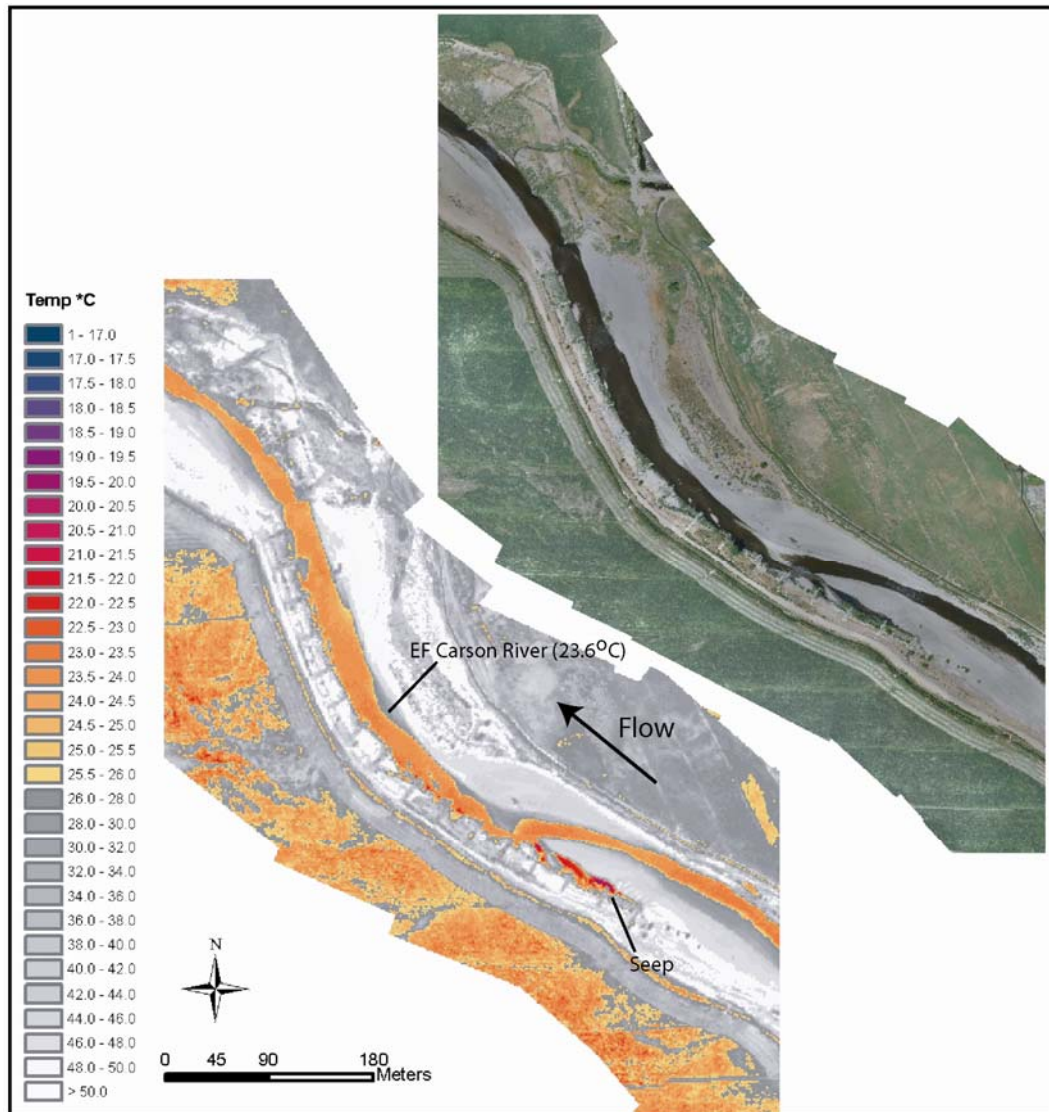 Temp *C
1 - 17.0
17.0 - 17.5
17.5 - 18.0
18.0 - 18.5
18.5 - 19.0
19.0 - 19.5
19.5 - 20.0
20.0 - 20.5
20.5 - 21.0
21.0 - 21.5
21.5 - 22.0
22.0 - 22.5
22.5 - 23.0
23.0 - 23.5
23.5 - 24.0
24.0 - 24.5
24.5 - 25.0
25.0 - 25.5
25.5 - 26.0
26.0 - 28.0
28.0 - 30.0
30.0 - 32.0
32.0 - 34.0
34.0 - 36.0
36.0 - 38.0
38.0 - 40.0
40.0 - 42.0
42.0 - 44.0
44.0 - 46.0
46.0 - 48.0
48.0 - 50.0
> 50.0
EF Carson River (23.6°C)
Flow
Seep
N
0 45 90 180
Meters